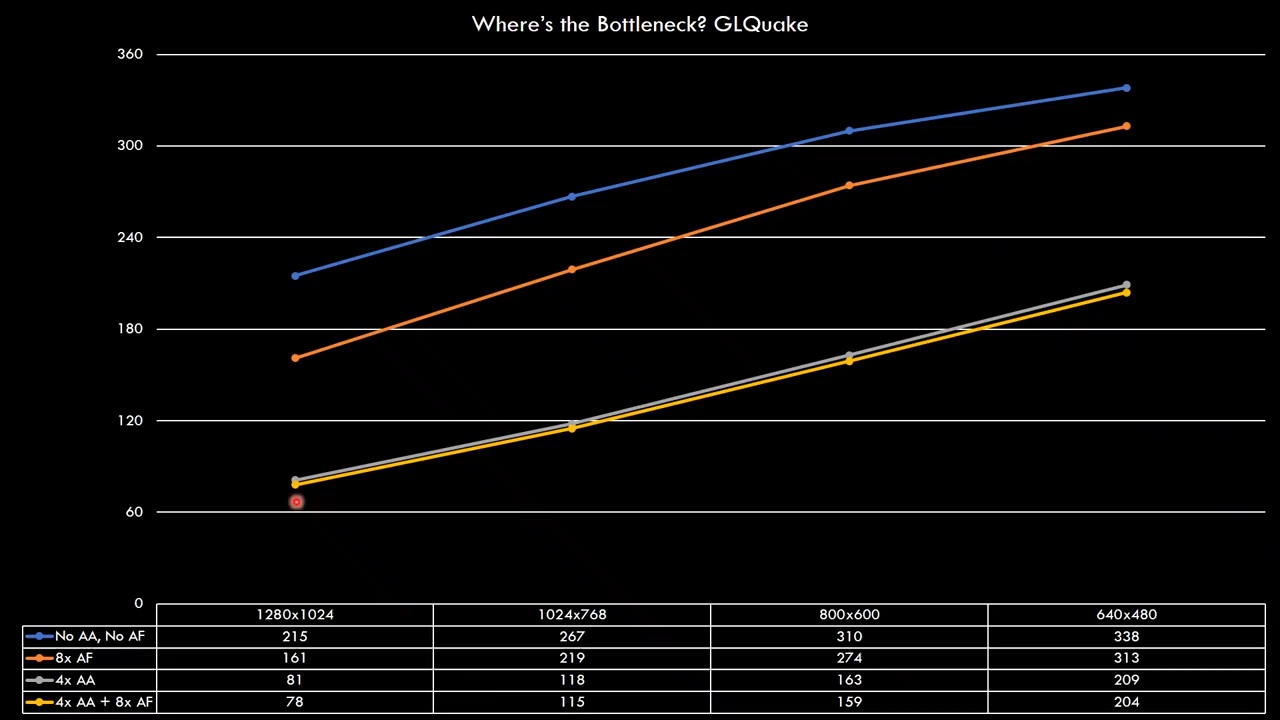 Where's the Bottleneck? GLQuake
360
300
240
180
120
60
0
1280x1024 1024x768 800x600 640x480
No AA, No AF 215 267 310 338
8x AF 161 219 274 313
4x AA 81 118 163 209
4x AA + 8x AF 78 115 159 204